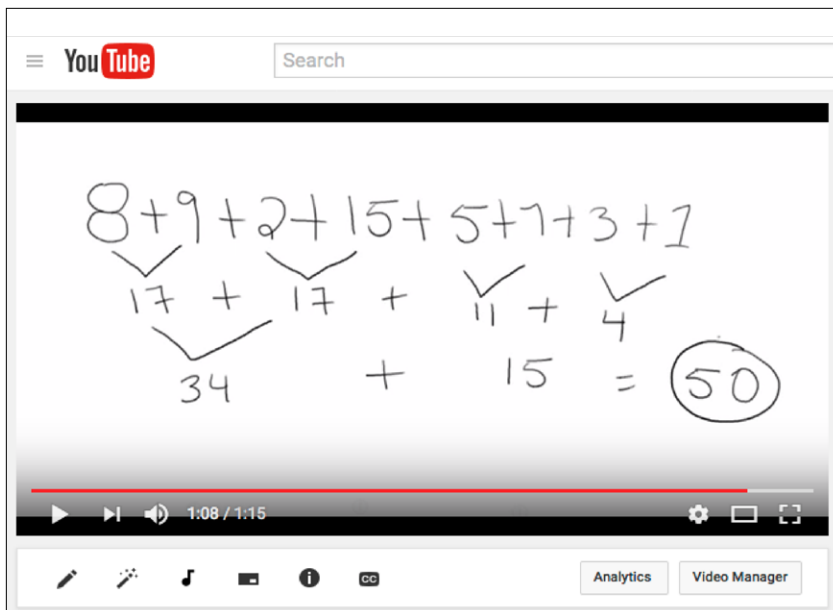 YouTube
Search
8+9+2+15+5+7+3+1
17 + 17 + 11 + 4
34 + 15 = 50
1:08 / 1:15
CC
Analytics
Video Manager